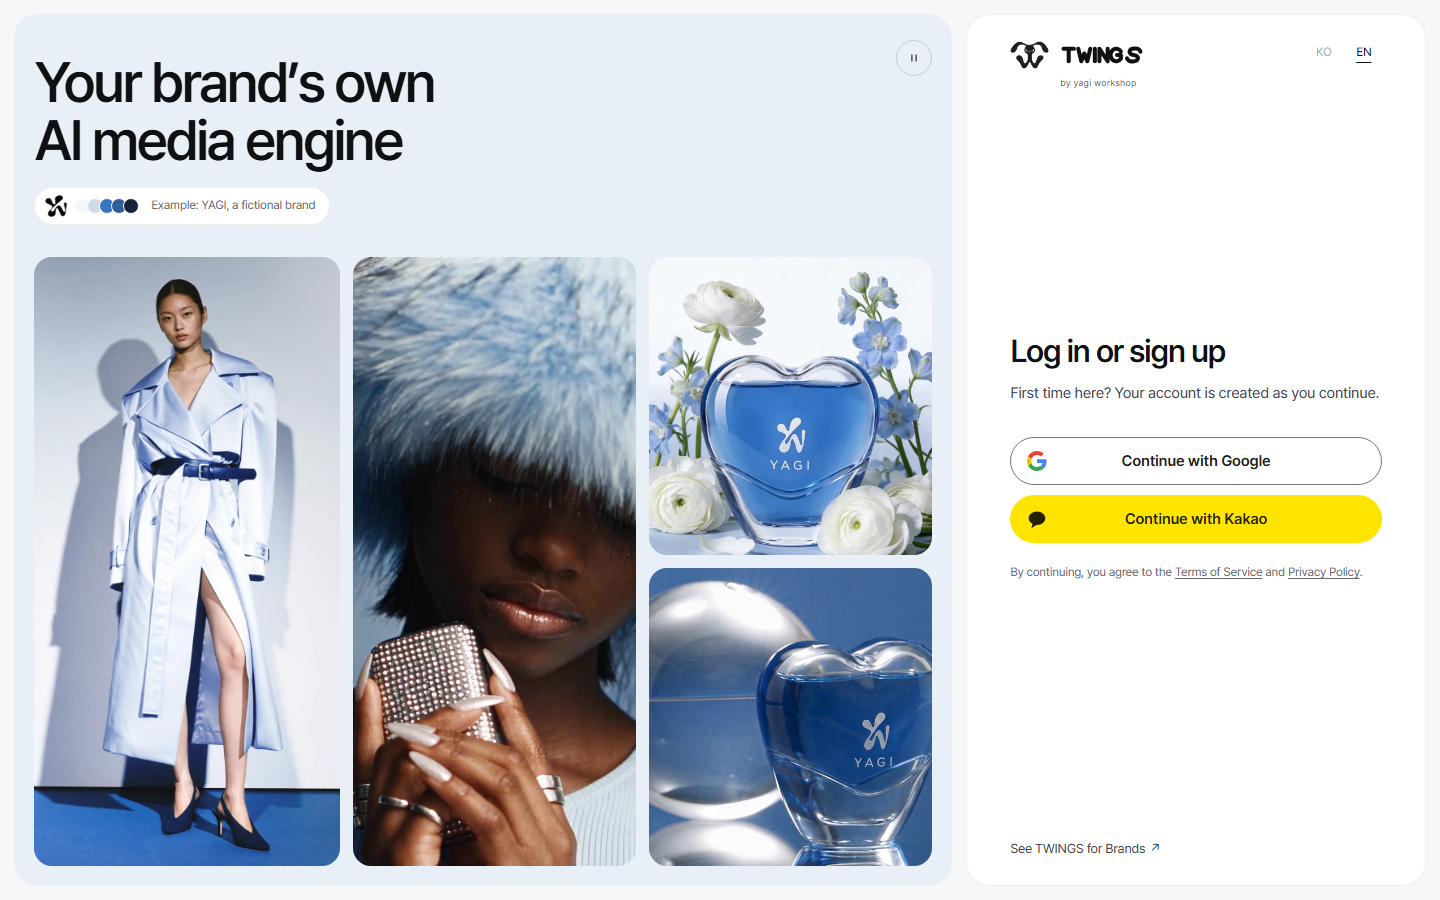 Your brand’s own
AI media engine
Example: YAGI, a fictional brand
YAGI
YAGI
TWINGS
by yagi workshop
KO
EN
Log in or sign up
First time here? Your account is created as you continue.
Continue with Google
Continue with Kakao
By continuing, you agree to the Terms of Service and Privacy Policy.
See TWINGS for Brands ↗